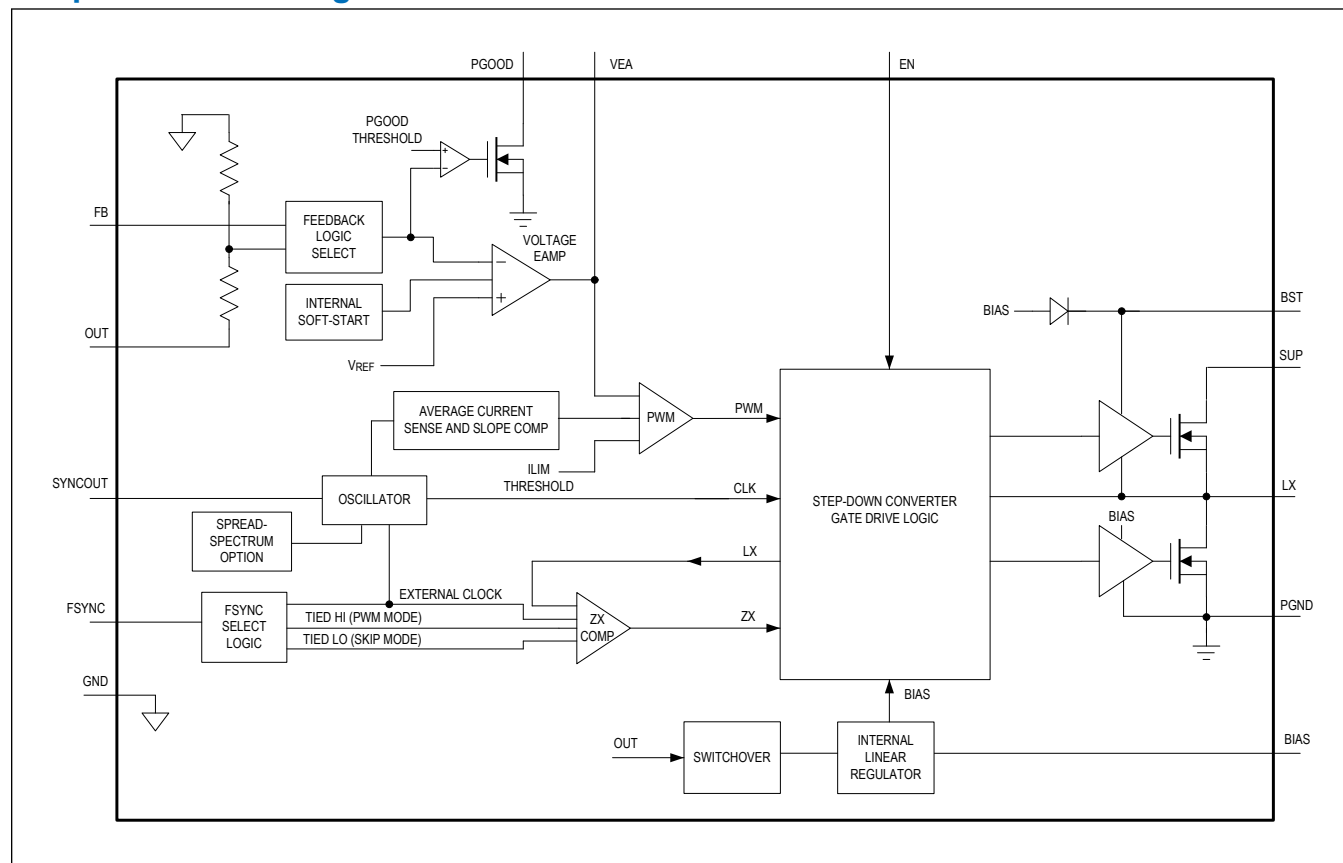 PGOOD
VEA
EN
PGOOD
THRESHOLD
+
−
FB
FEEDBACK
LOGIC
SELECT
VOLTAGE
EAMP
−
+
INTERNAL
SOFT-START
OUT
VREF
BIAS
BST
SUP
AVERAGE CURRENT
SENSE AND SLOPE COMP
PWM
PWM
ILIM
THRESHOLD
SYNCOUT
OSCILLATOR
CLK
STEP-DOWN CONVERTER
GATE DRIVE LOGIC
LX
SPREAD-
SPECTRUM
OPTION
BIAS
LX
EXTERNAL CLOCK
FSYNC
FSYNC
SELECT
LOGIC
TIED HI (PWM MODE)
TIED LO (SKIP MODE)
ZX
COMP
ZX
PGND
GND
BIAS
OUT
SWITCHOVER
INTERNAL
LINEAR
REGULATOR
BIAS